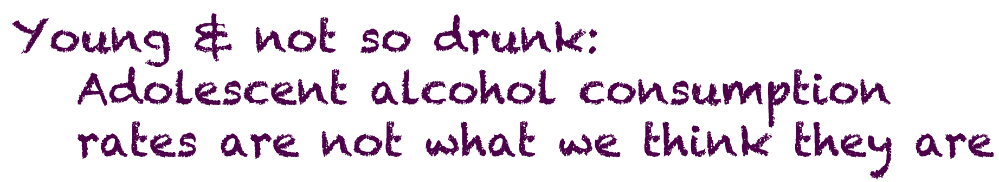 Young & not so drunk:
Adolescent alcohol consumption
rates are not what we think they are